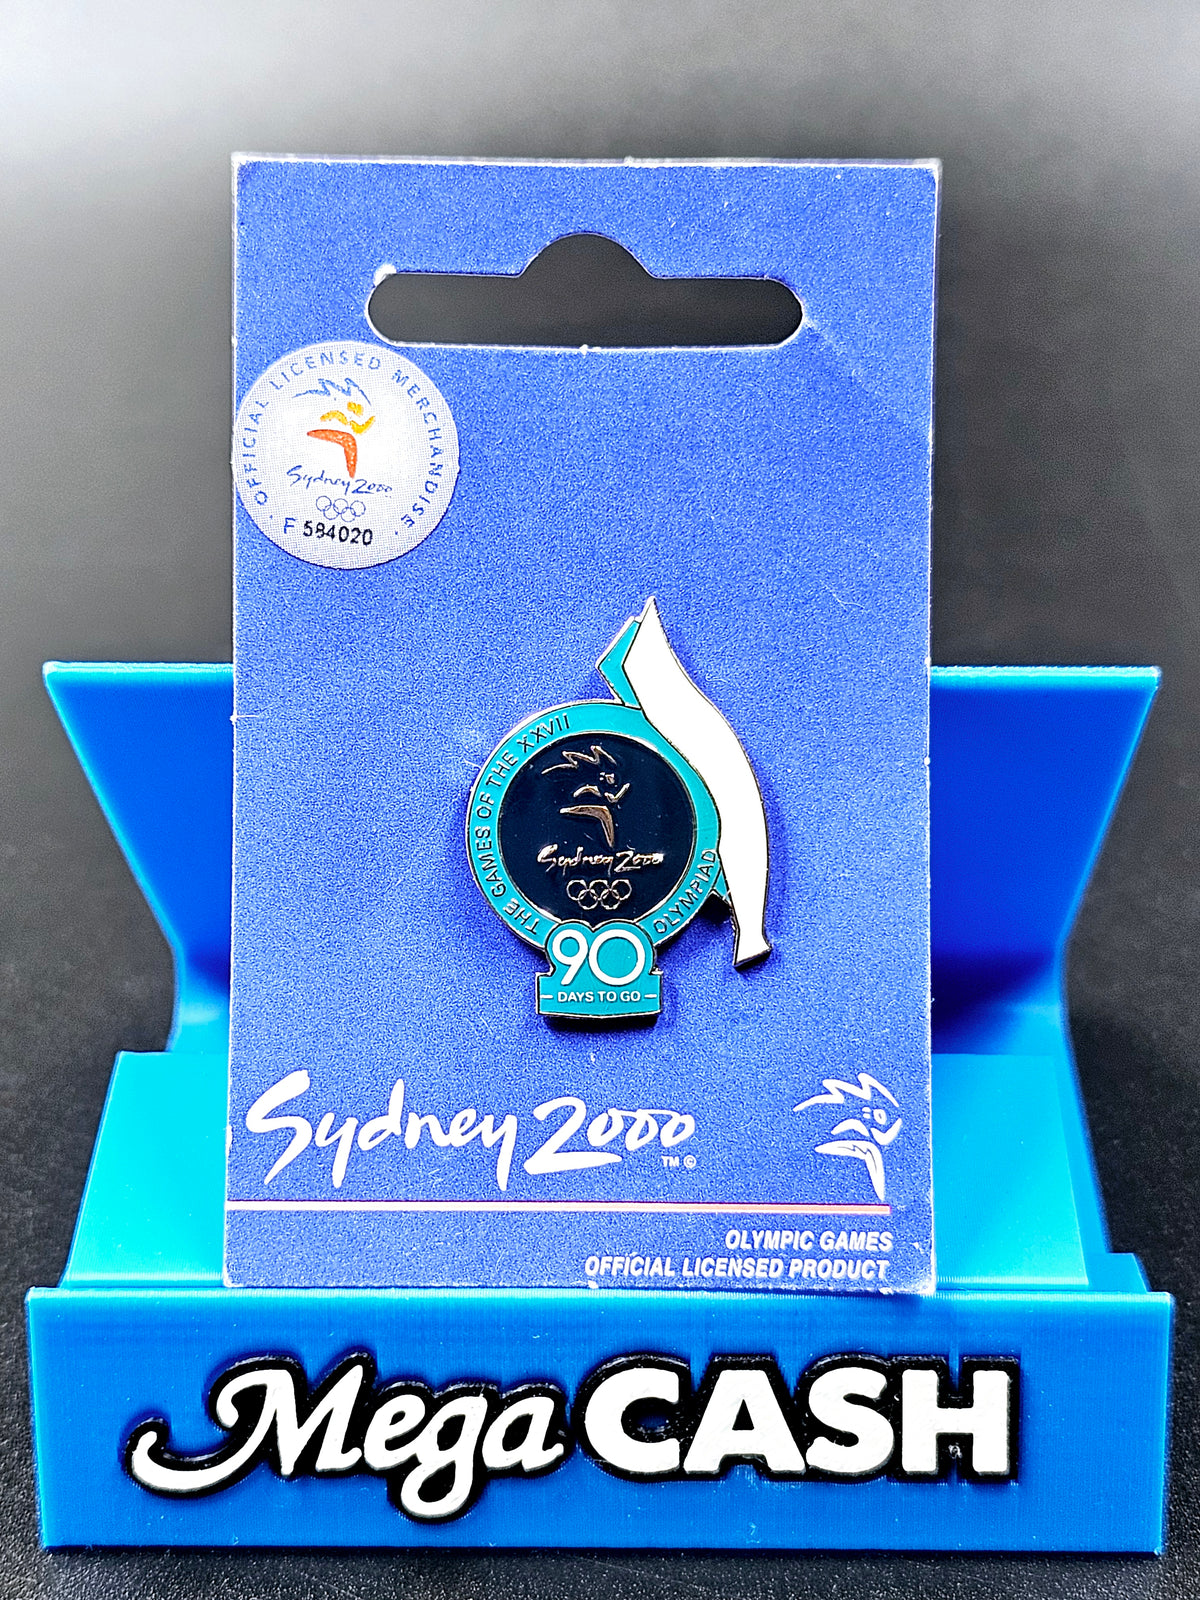 · OFFICIAL LICENSED MERCHANDISE ·
Sydney 2000
F 584020
THE GAMES OF THE XXVII OLYMPIAD
Sydney 2000
90
– DAYS TO GO –
Sydney 2000
TM ©
OLYMPIC GAMES
OFFICIAL LICENSED PRODUCT
Mega CASH